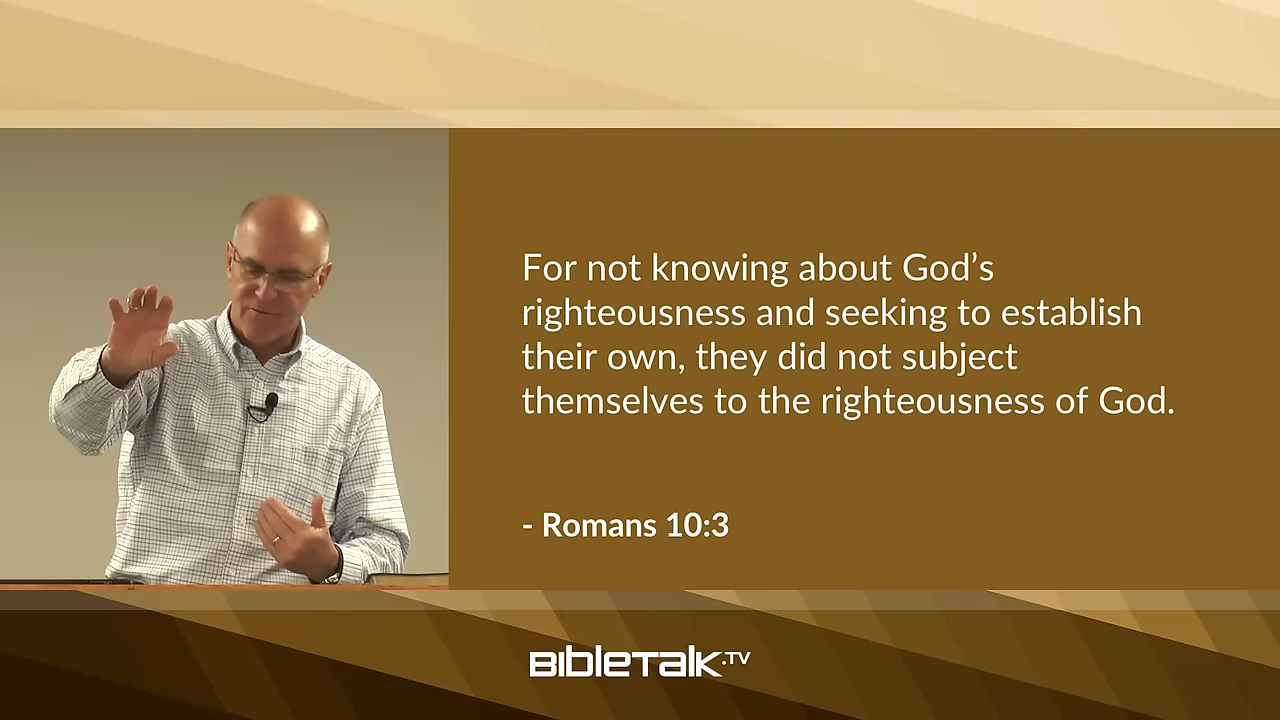 For not knowing about God’s
righteousness and seeking to establish
their own, they did not subject
themselves to the righteousness of God.
- Romans 10:3
BIBLETALK.TV